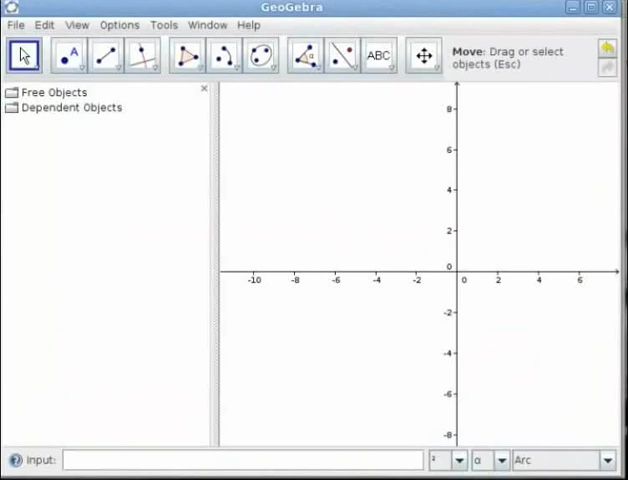 GeoGebra
File Edit View Options Tools Window Help
A
α
ABC
Move: Drag or select
objects (Esc)
Free Objects
Dependent Objects
8
6
4
2
0
-10 -8 -6 -4 -2 0 2 4 6
-2
-4
-6
-8
Input: ² α Arc